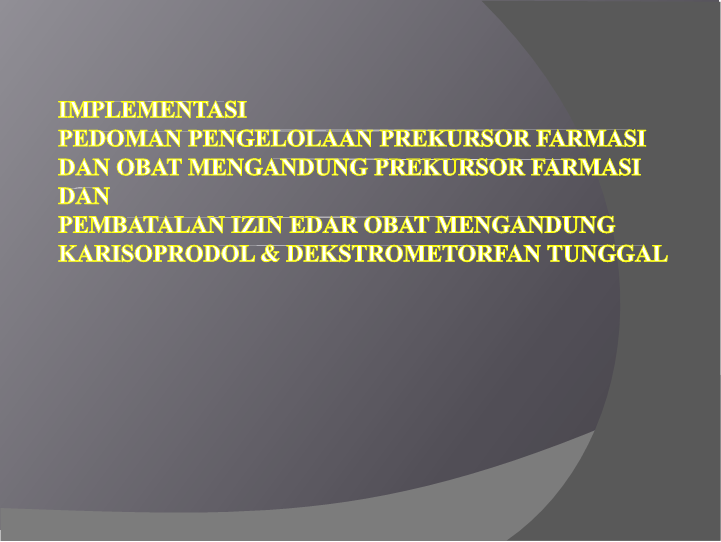 IMPLEMENTASI
PEDOMAN PENGELOLAAN PREKURSOR FARMASI
DAN OBAT MENGANDUNG PREKURSOR FARMASI
DAN
PEMBATALAN IZIN EDAR OBAT MENGANDUNG
KARISOPRODOL & DEKSTROMETORFAN TUNGGAL